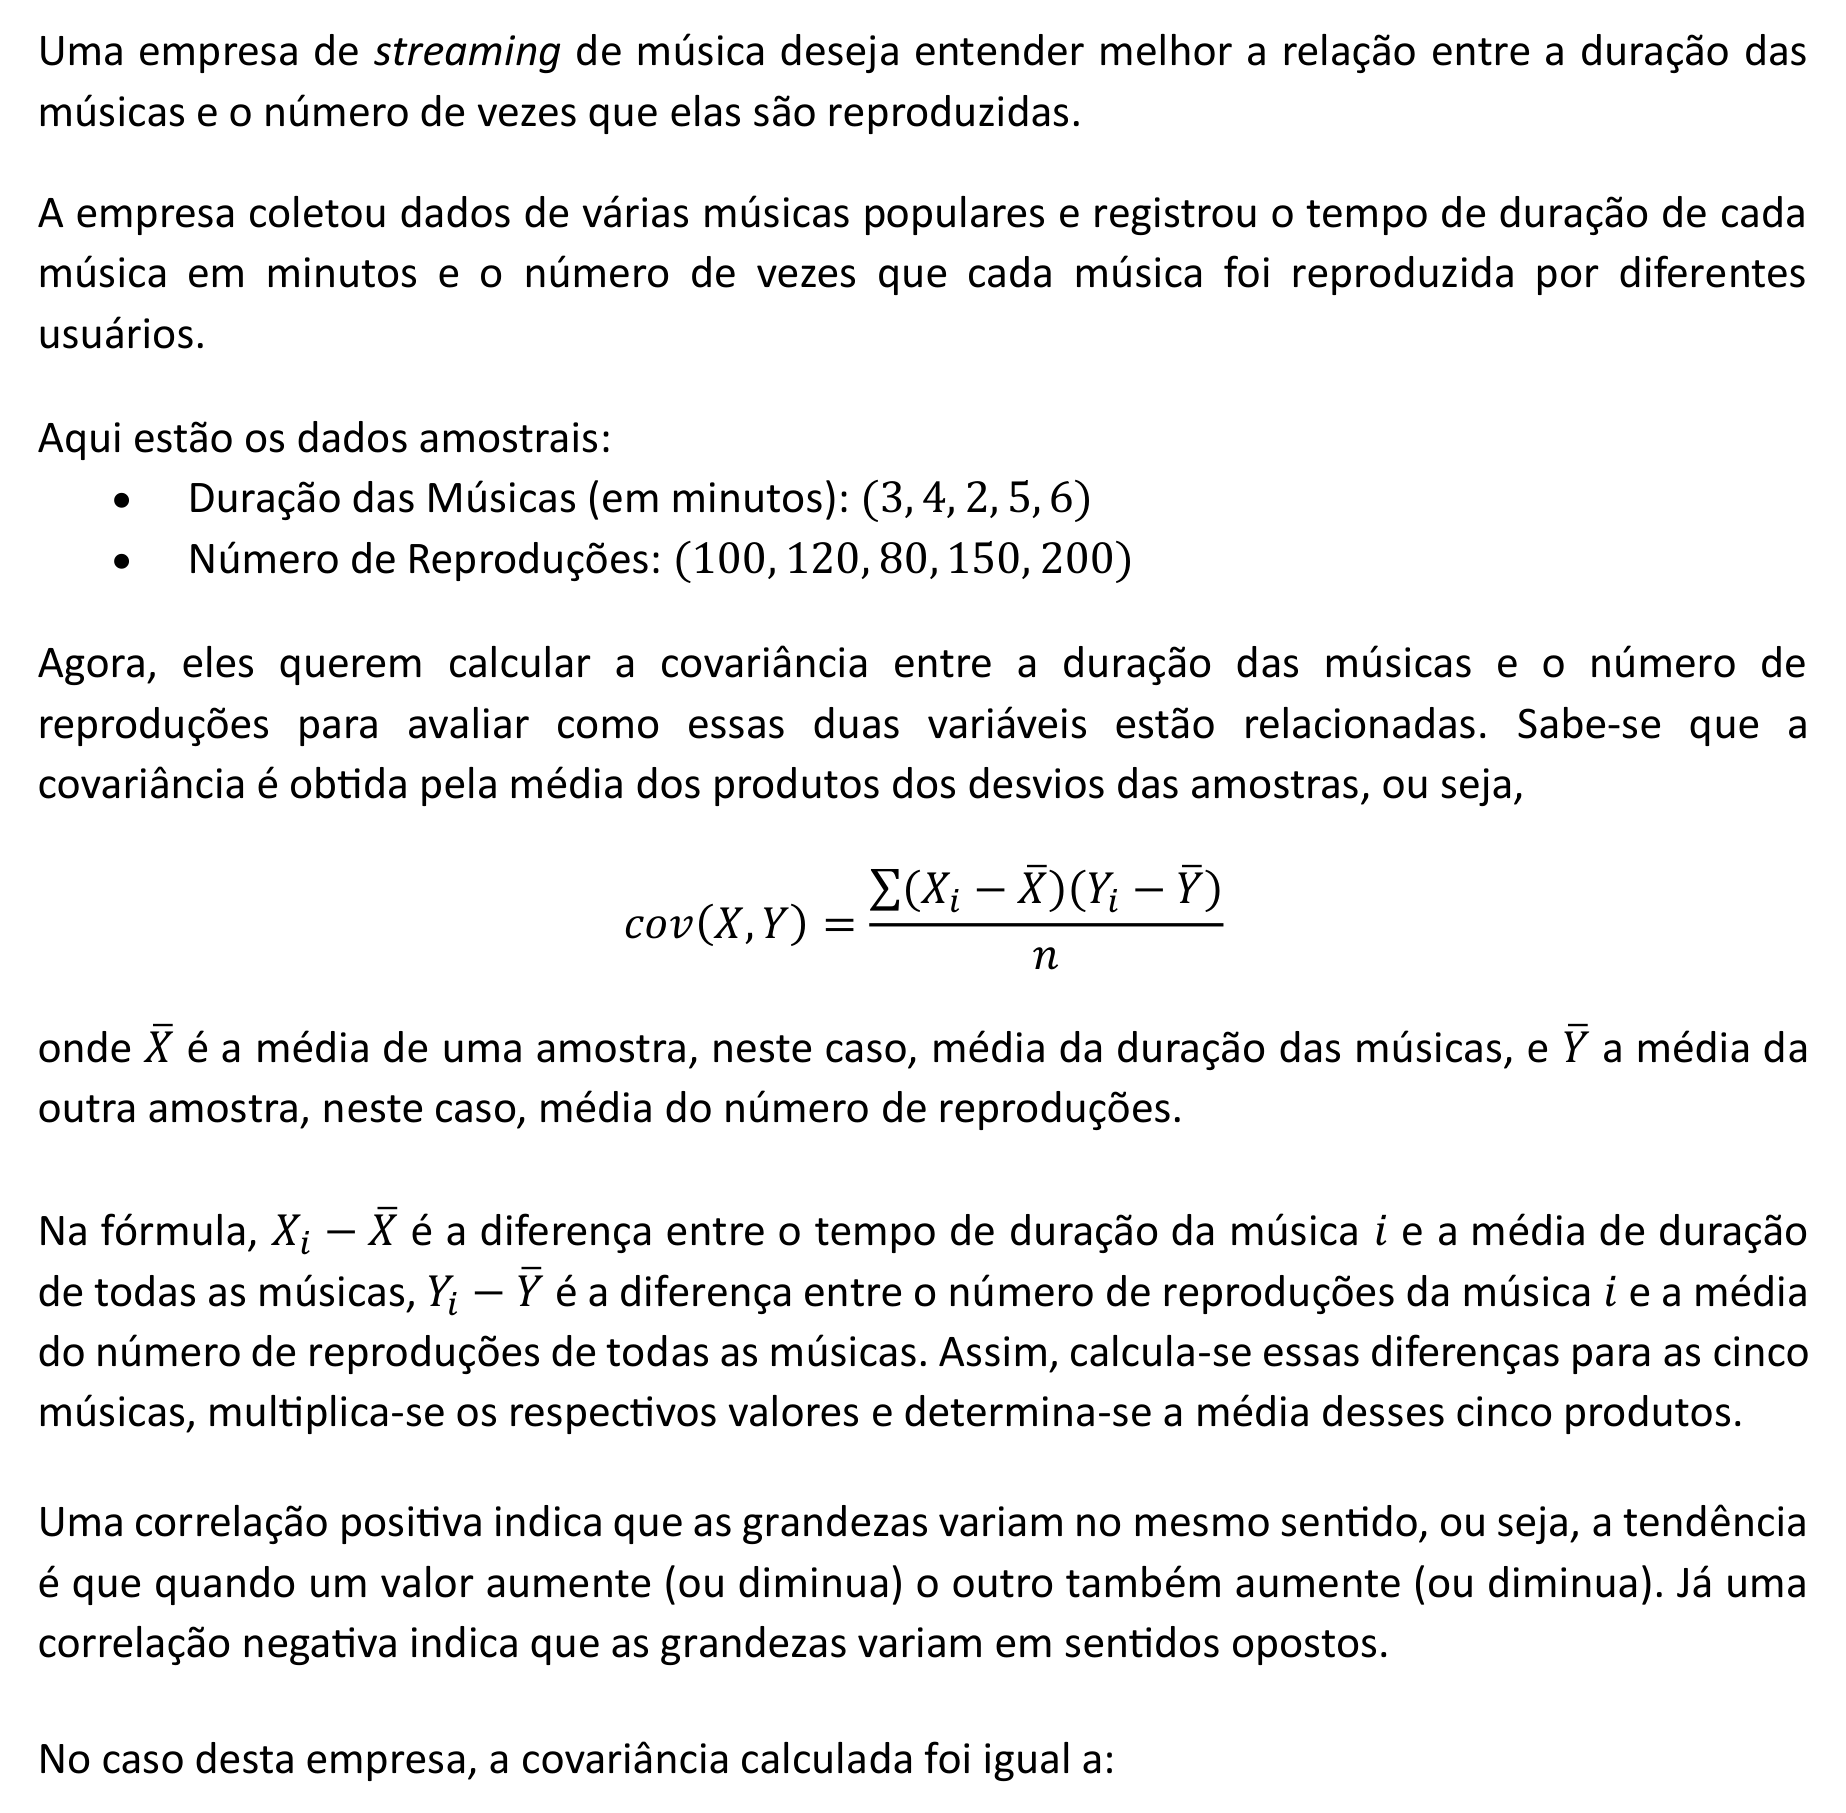 Uma empresa de streaming de música deseja entender melhor a relação entre a duração das
músicas e o número de vezes que elas são reproduzidas.
A empresa coletou dados de várias músicas populares e registrou o tempo de duração de cada
música em minutos e o número de vezes que cada música foi reproduzida por diferentes
usuários.
Aqui estão os dados amostrais:
• Duração das Músicas (em minutos): (3, 4, 2, 5, 6)
• Número de Reproduções: (100, 120, 80, 150, 200)
Agora, eles querem calcular a covariância entre a duração das músicas e o número de
reproduções para avaliar como essas duas variáveis estão relacionadas. Sabe-se que a
covariância é obtida pela média dos produtos dos desvios das amostras, ou seja,
cov(X, Y) = ∑(Xᵢ − X̄)(Yᵢ − Ȳ) / n
onde X̄ é a média de uma amostra, neste caso, média da duração das músicas, e Ȳ a média da
outra amostra, neste caso, média do número de reproduções.
Na fórmula, Xᵢ − X̄ é a diferença entre o tempo de duração da música i e a média de duração
de todas as músicas, Yᵢ − Ȳ é a diferença entre o número de reproduções da música i e a média
do número de reproduções de todas as músicas. Assim, calcula-se essas diferenças para as cinco
músicas, multiplica-se os respectivos valores e determina-se a média desses cinco produtos.
Uma correlação positiva indica que as grandezas variam no mesmo sentido, ou seja, a tendência
é que quando um valor aumente (ou diminua) o outro também aumente (ou diminua). Já uma
correlação negativa indica que as grandezas variam em sentidos opostos.
No caso desta empresa, a covariância calculada foi igual a: